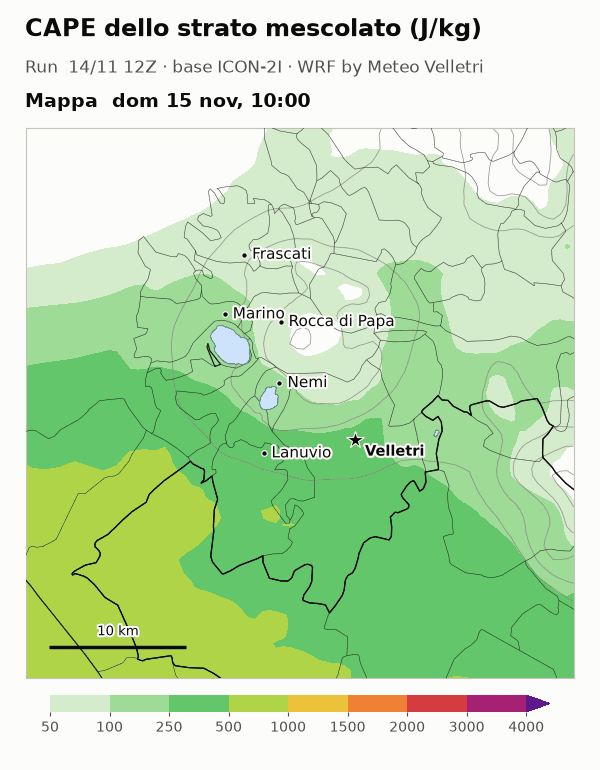 CAPE dello strato mescolato (J/kg)
Run 14/11 12Z · base ICON-2I · WRF by Meteo Velletri
Mappa dom 15 nov, 10:00
Frascati
Marino
Rocca di Papa
Nemi
Velletri
Lanuvio
10 km
50 100 250 500 1000 1500 2000 3000 4000